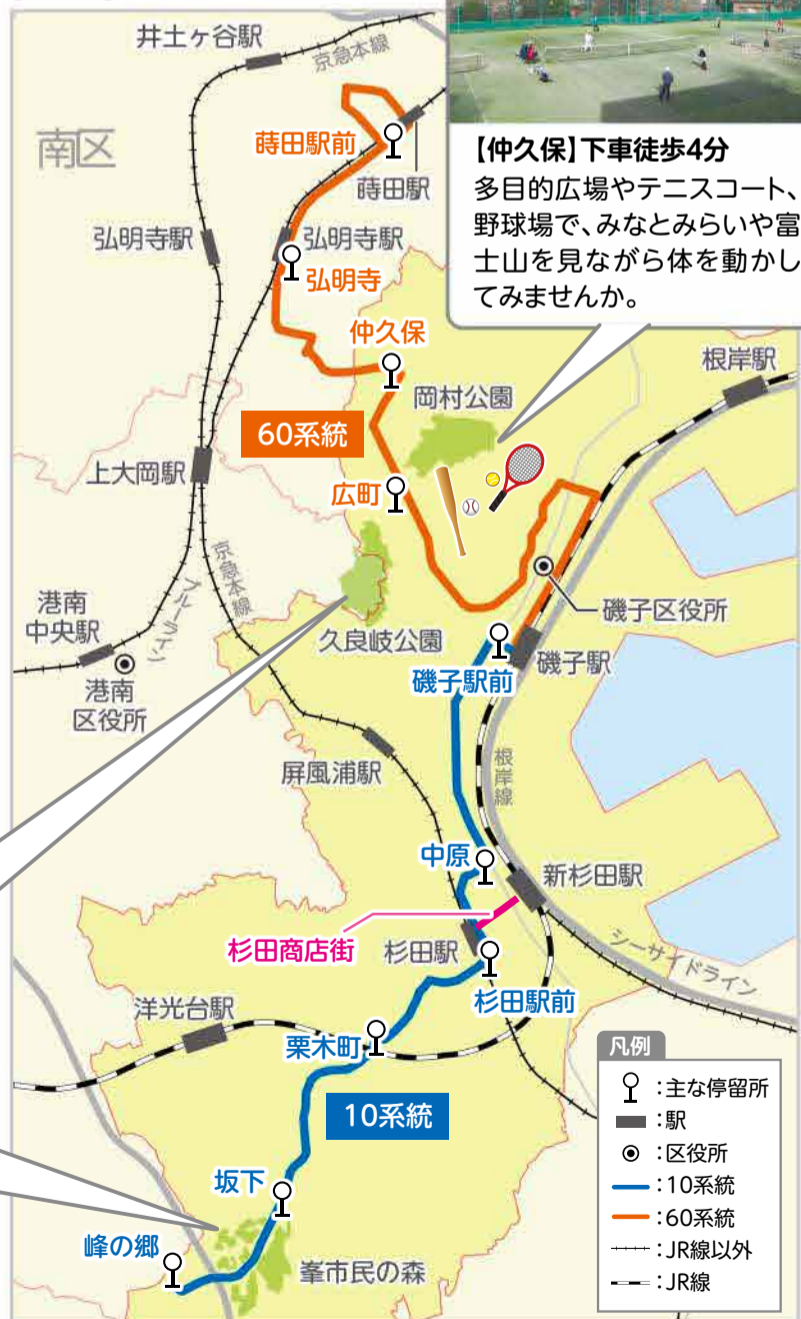 【仲久保】下車徒歩4分
多目的広場やテニスコート、
野球場で、みなとみらいや富
士山を見ながら体を動かし
てみませんか。
井土ヶ谷駅
京急本線
南区
蒔田駅前
蒔田駅
弘明寺駅
弘明寺駅
弘明寺
仲久保
岡村公園
根岸駅
60系統
上大岡駅
広町
京急本線
ブルーライン
港南
中央駅
港南
区役所
久良岐公園
磯子区役所
磯子駅
磯子駅前
屏風浦駅
根岸線
中原
新杉田駅
杉田商店街
杉田駅
シーサイドライン
杉田駅前
洋光台駅
栗木町
10系統
坂下
峰の郷
峯市民の森
凡例
:主な停留所
:駅
:区役所
:10系統
:60系統
:JR線以外
:JR線